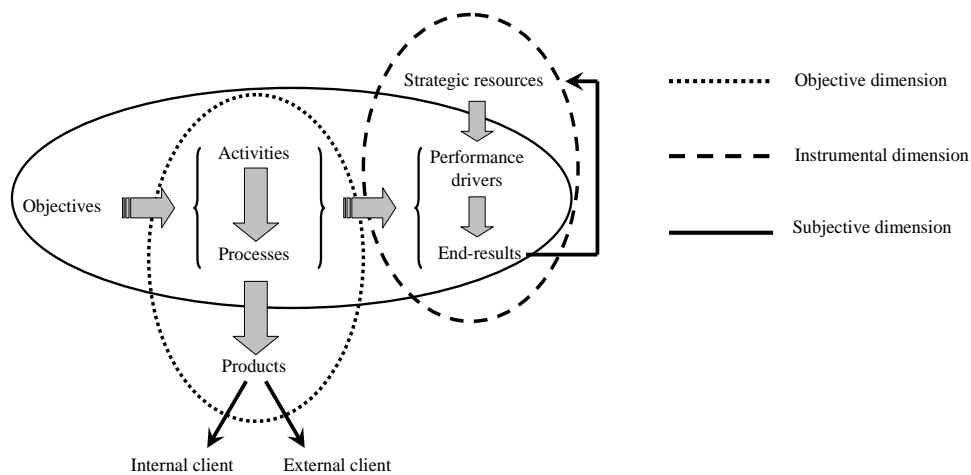 Strategic resources
Objective dimension
Activities
Performance
drivers
Instrumental dimension
Objectives
Subjective dimension
Processes
End-results
Products
Internal client
External client